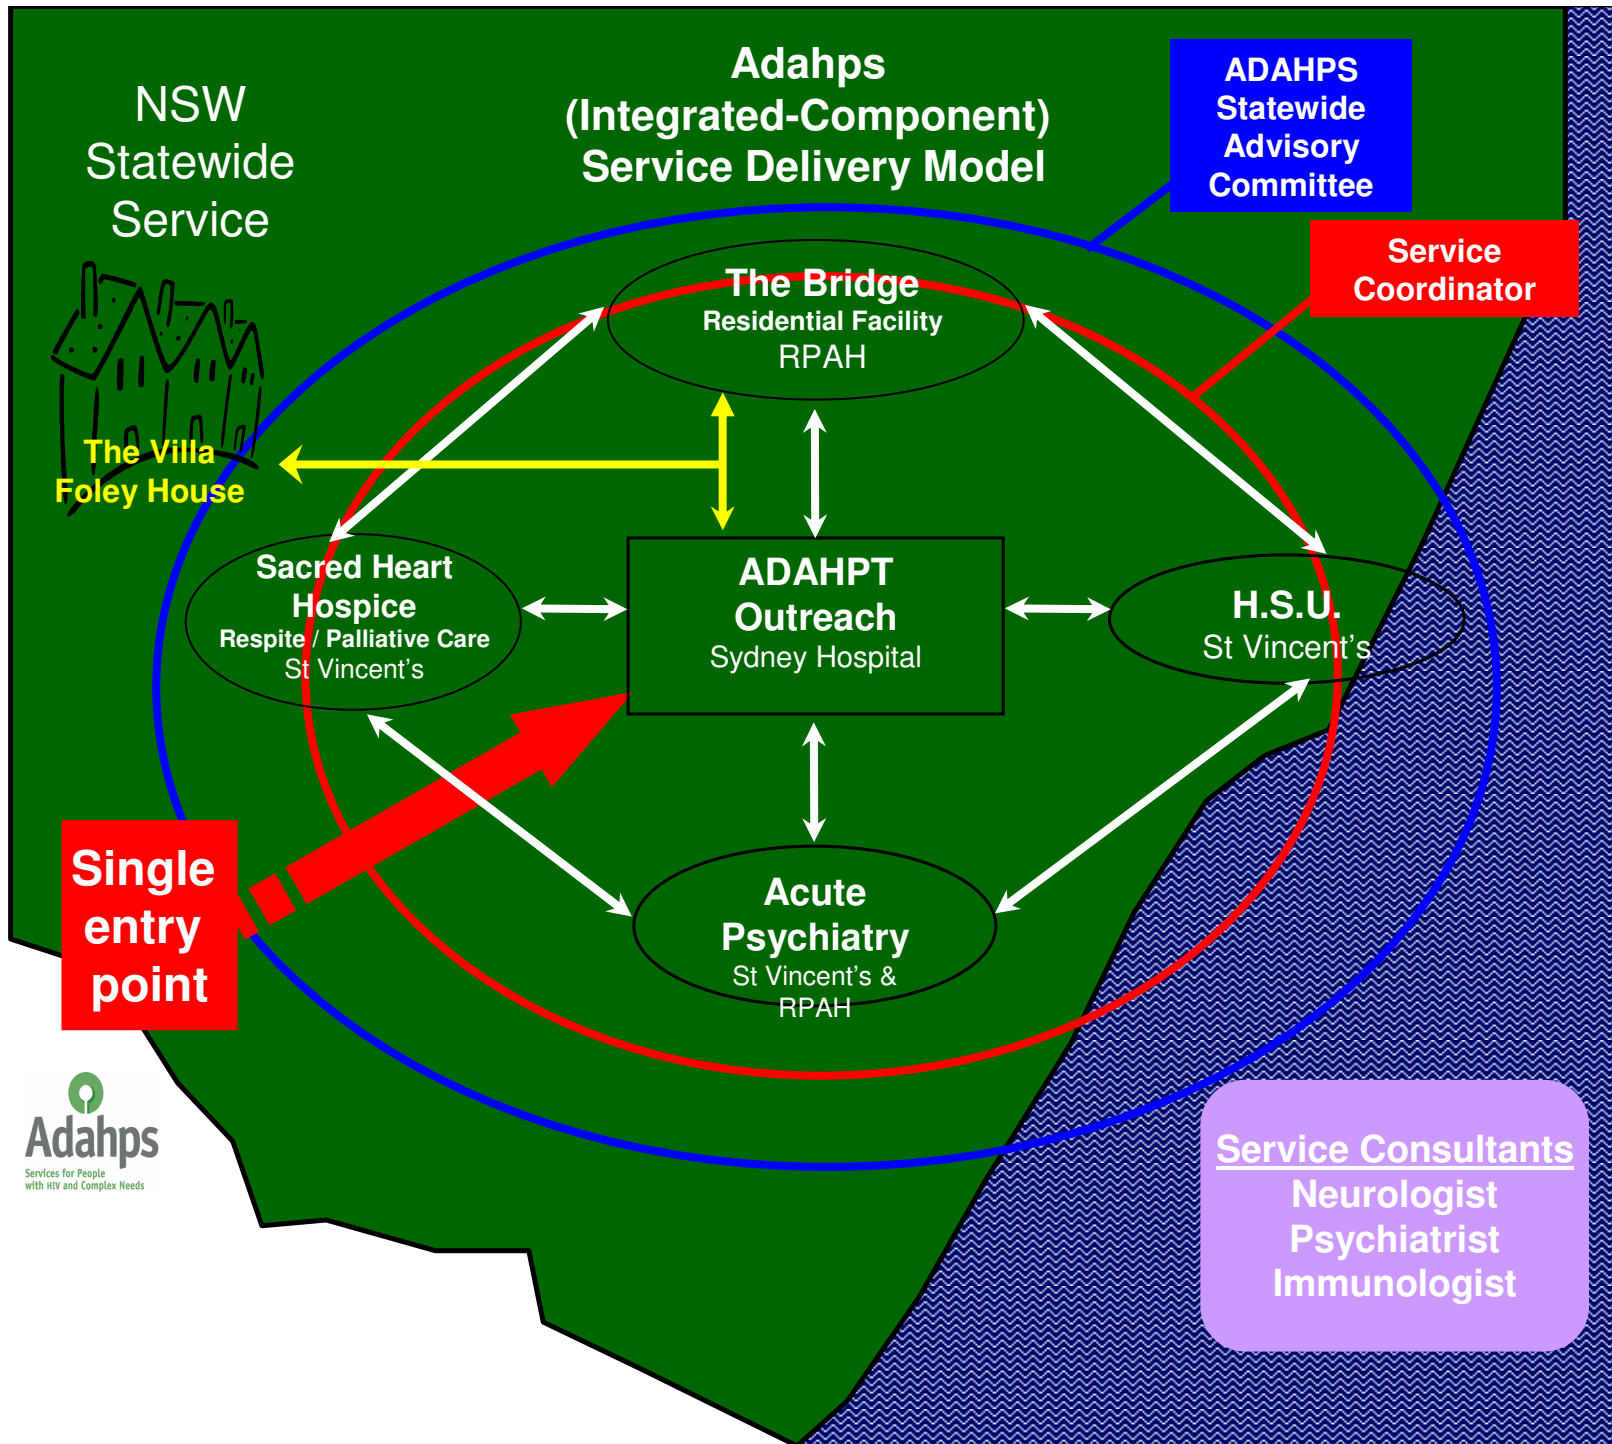 NSW
Statewide
Service
Adahps
(Integrated-Component)
Service Delivery Model
ADAHPS
Statewide
Advisory
Committee
Service
Coordinator
The Bridge
Residential Facility
RPAH
The Villa
Foley House
Sacred Heart
Hospice
Respite / Palliative Care
St Vincent's
ADAHPT
Outreach
Sydney Hospital
H.S.U.
St Vincent's
Single
entry
point
Acute
Psychiatry
St Vincent's &
RPAH
Adahps
Services for People
with HIV and Complex Needs
Service Consultants
Neurologist
Psychiatrist
Immunologist